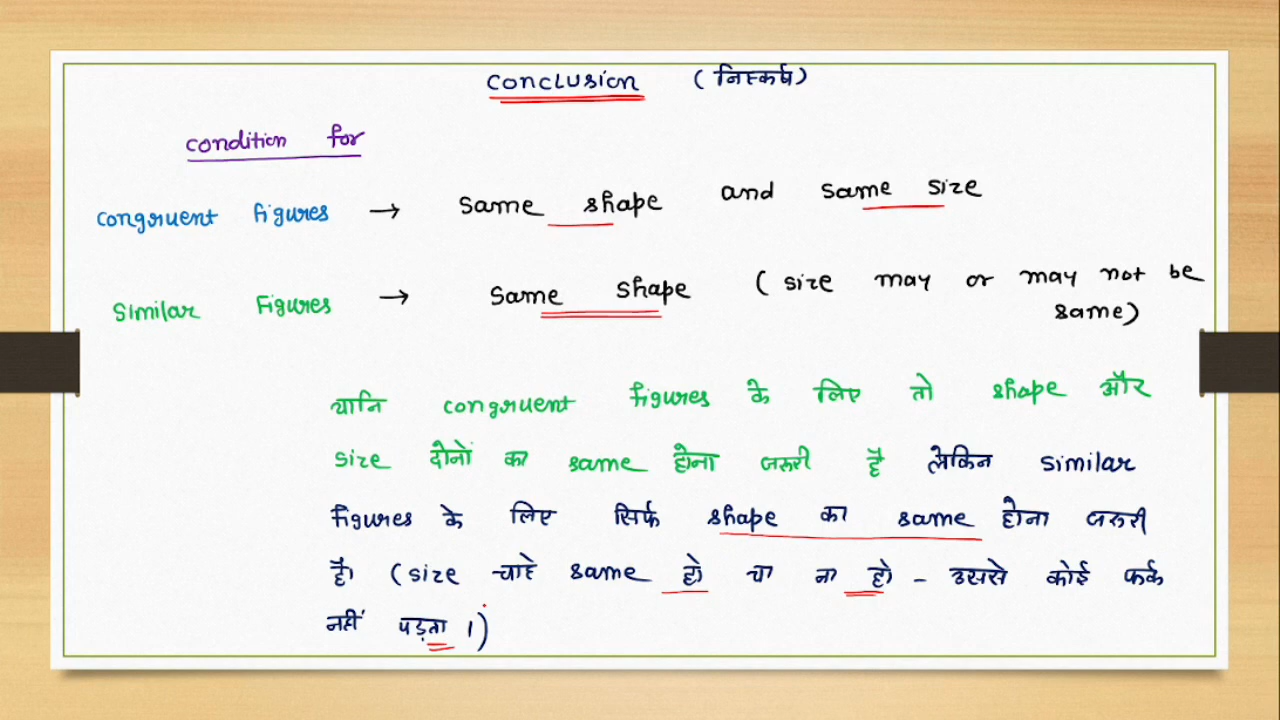 Conclusion (निस्कर्ष)
condition for
congruent figures → Same shape and same size
Similar Figures → Same shape (size may or may not be
same)
यानि congruent figures के लिए तो shape और
size दोनों का same होना जरूरी है लेकिन similar
figures के लिए सिर्फ shape का same होना जरूरी
है। (size चाहे same हो या ना हो - उससे कोई फर्क
नहीं पड़ता ।)